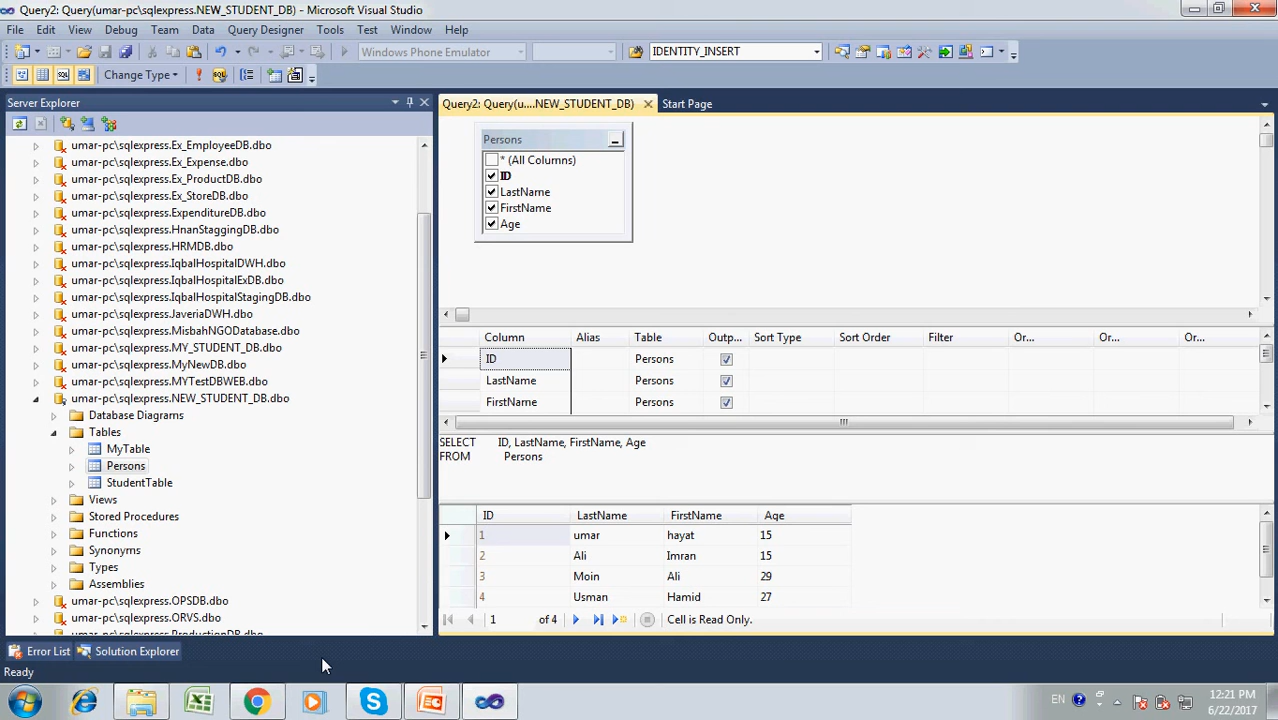 Query2: Query(umar-pc\sqlexpress.NEW_STUDENT_DB) - Microsoft Visual Studio
File Edit View Debug Team Data Query Designer Tools Test Window Help
Windows Phone Emulator IDENTITY_INSERT
Change Type
Server Explorer
Query2: Query(u....NEW_STUDENT_DB) Start Page
umar-pc\sqlexpress.Ex_EmployeeDB.dbo
umar-pc\sqlexpress.Ex_Expense.dbo
umar-pc\sqlexpress.Ex_ProductDB.dbo
umar-pc\sqlexpress.Ex_StoreDB.dbo
umar-pc\sqlexpress.ExpenditureDB.dbo
umar-pc\sqlexpress.HnanStaggingDB.dbo
umar-pc\sqlexpress.HRMDB.dbo
umar-pc\sqlexpress.IqbalHospitalDWH.dbo
umar-pc\sqlexpress.IqbalHospitalExDB.dbo
umar-pc\sqlexpress.IqbalHospitalStagingDB.dbo
umar-pc\sqlexpress.JaveriaDWH.dbo
umar-pc\sqlexpress.MisbahNGODatabase.dbo
umar-pc\sqlexpress.MY_STUDENT_DB.dbo
umar-pc\sqlexpress.MyNewDB.dbo
umar-pc\sqlexpress.MYTestDBWEB.dbo
umar-pc\sqlexpress.NEW_STUDENT_DB.dbo
Database Diagrams
Tables
MyTable
Persons
StudentTable
Views
Stored Procedures
Functions
Synonyms
Types
Assemblies
umar-pc\sqlexpress.OPSDB.dbo
umar-pc\sqlexpress.ORVS.dbo
umar-pc\sqlexpress.ProductionDB.dbo
Persons
* (All Columns)
ID
LastName
FirstName
Age
Column Alias Table Outp... Sort Type Sort Order Filter Or... Or... Or...
ID Persons
LastName Persons
FirstName Persons
SELECT ID, LastName, FirstName, Age
FROM Persons
ID LastName FirstName Age
1 umar hayat 15
2 Ali Imran 15
3 Moin Ali 29
4 Usman Hamid 27
1 of 4 Cell is Read Only.
Error List Solution Explorer
Ready
EN 12:21 PM
6/22/2017